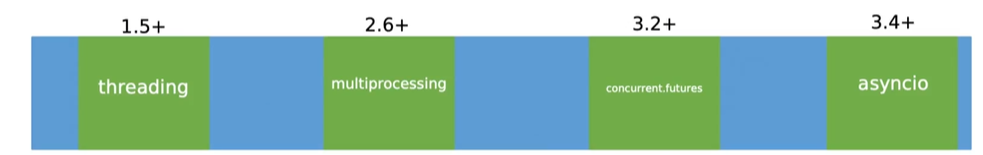 1.5+
2.6+
3.2+
3.4+
threading
multiprocessing
concurrent.futures
asyncio